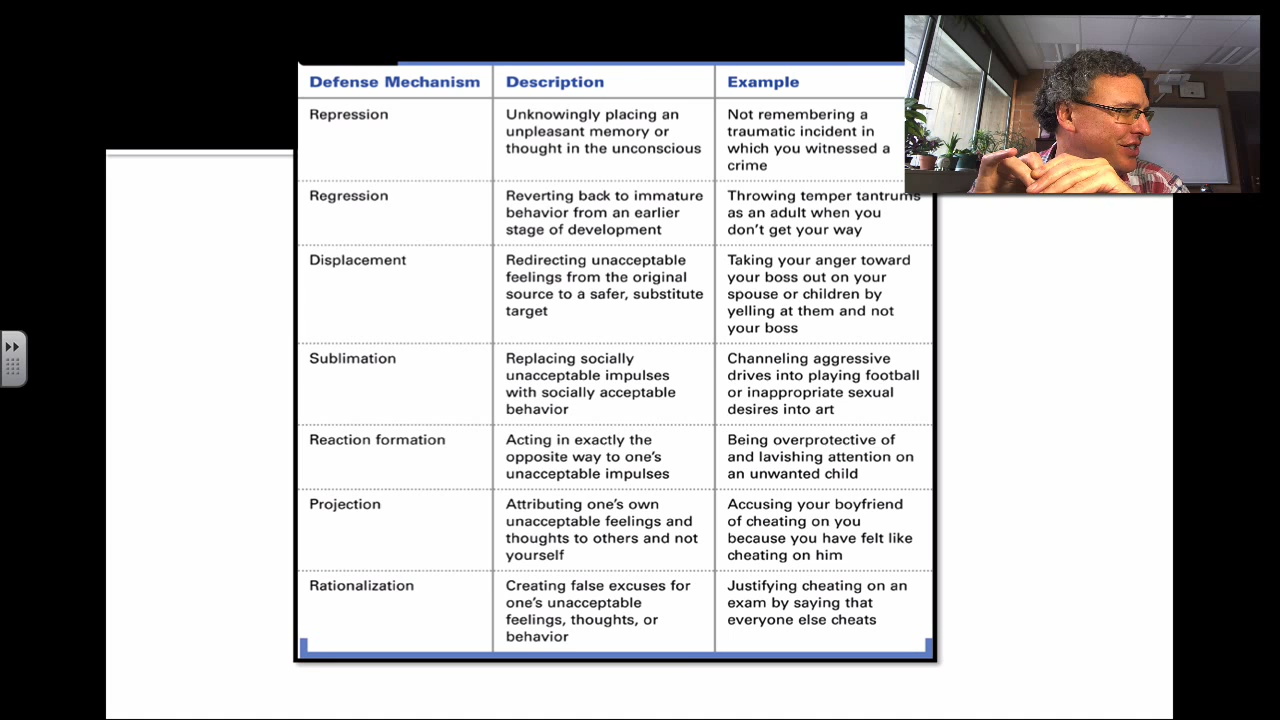 Defense Mechanism Description Example
Repression
Unknowingly placing an
unpleasant memory or
thought in the unconscious
Not remembering a
traumatic incident in
which you witnessed a
crime
Regression
Reverting back to immature
behavior from an earlier
stage of development
Throwing temper tantrums
as an adult when you
don't get your way
Displacement
Redirecting unacceptable
feelings from the original
source to a safer, substitute
target
Taking your anger toward
your boss out on your
spouse or children by
yelling at them and not
your boss
Sublimation
Replacing socially
unacceptable impulses
with socially acceptable
behavior
Channeling aggressive
drives into playing football
or inappropriate sexual
desires into art
Reaction formation
Acting in exactly the
opposite way to one's
unacceptable impulses
Being overprotective of
and lavishing attention on
an unwanted child
Projection
Attributing one's own
unacceptable feelings and
thoughts to others and not
yourself
Accusing your boyfriend
of cheating on you
because you have felt like
cheating on him
Rationalization
Creating false excuses for
one's unacceptable
feelings, thoughts, or
behavior
Justifying cheating on an
exam by saying that
everyone else cheats